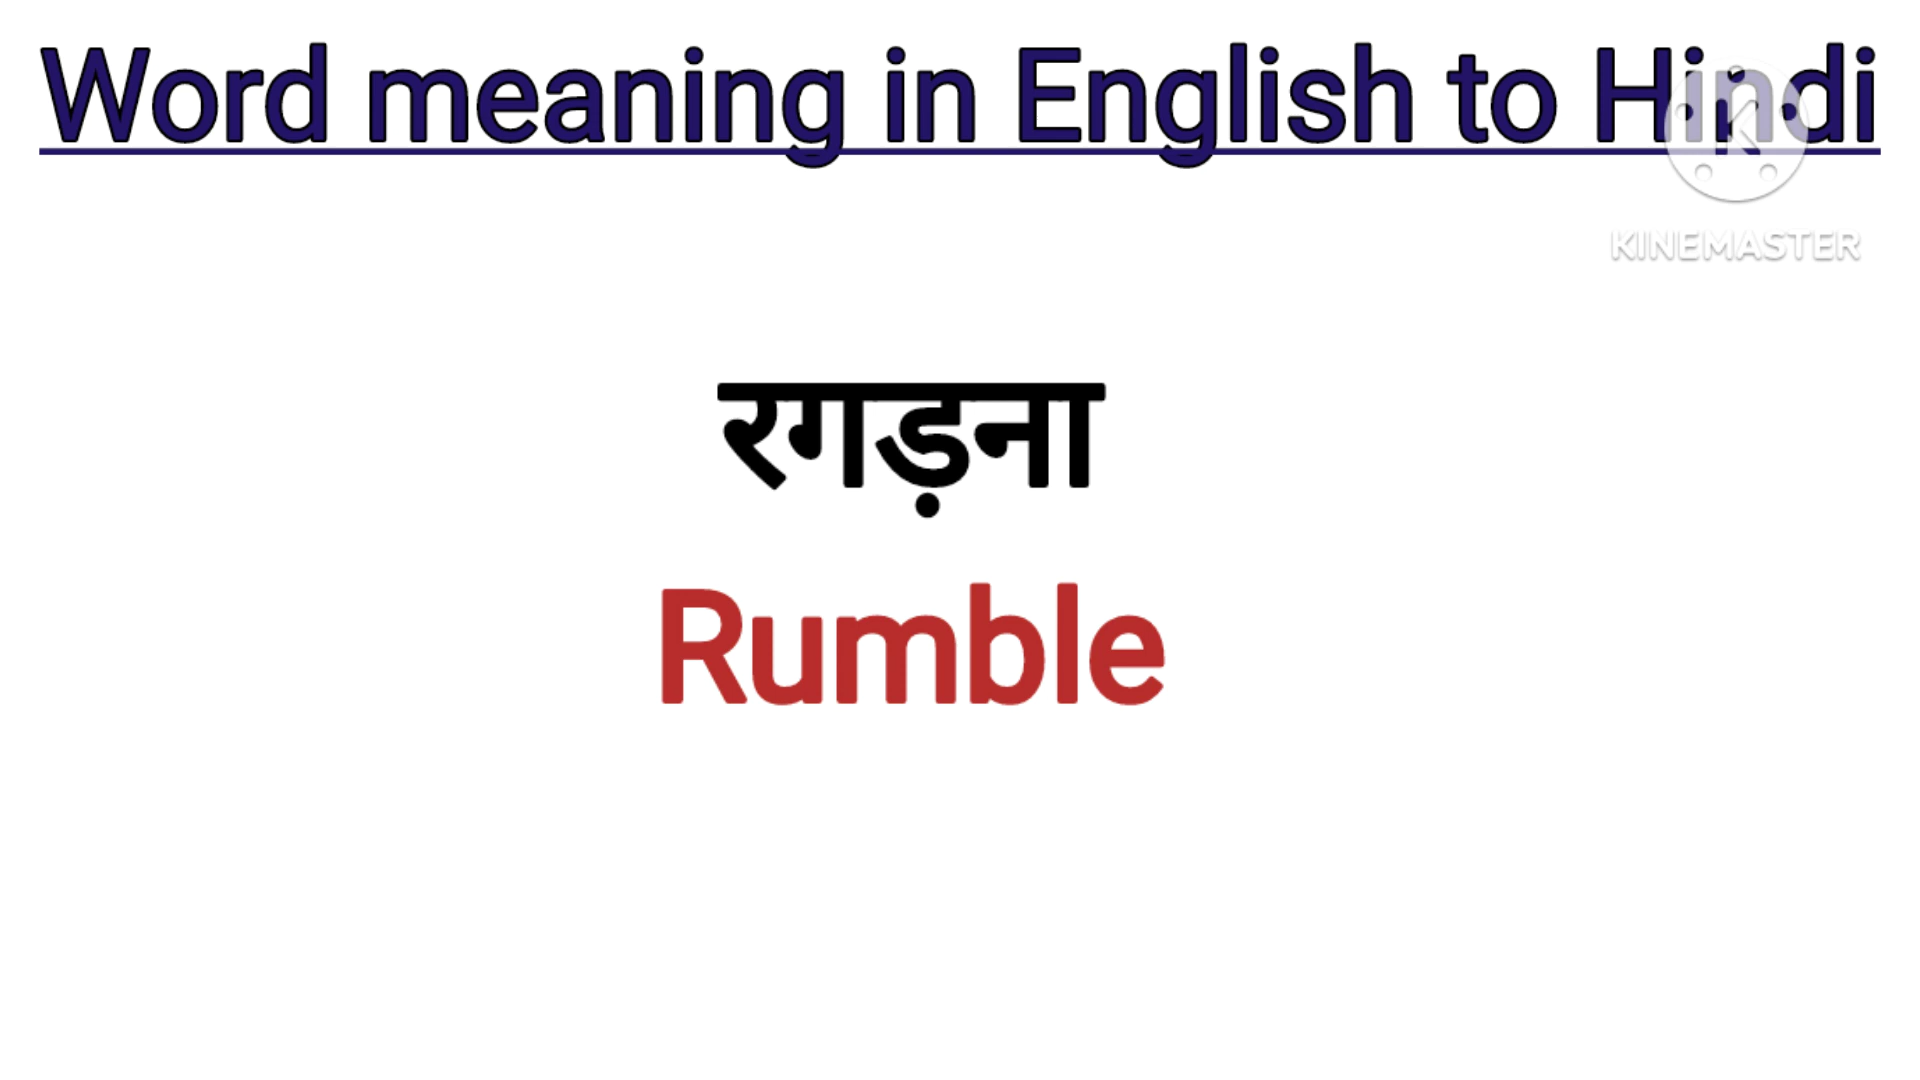 Word meaning in English to Hindi
KINEMASTER
रगड़ना
Rumble